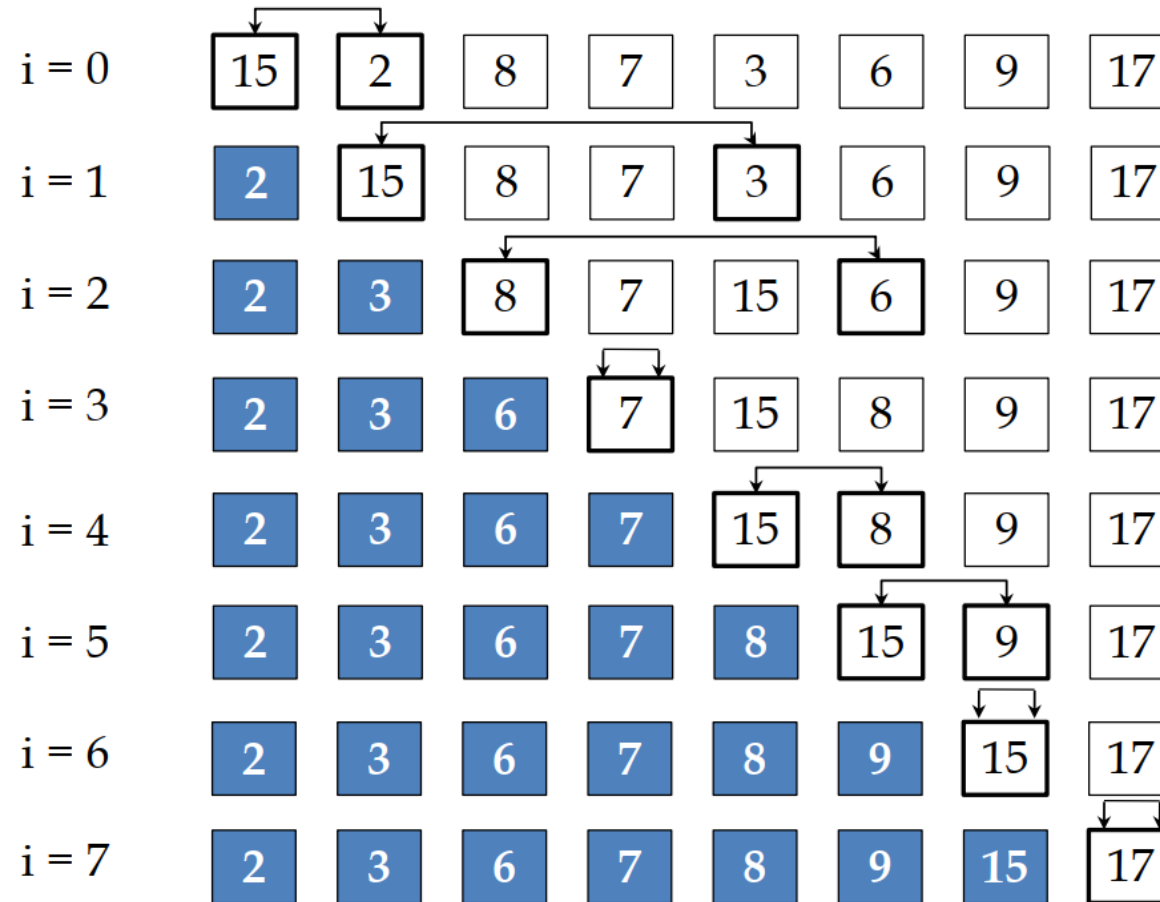 i = 0 15 2 8 7 3 6 9 17
i = 1 2 15 8 7 3 6 9 17
i = 2 2 3 8 7 15 6 9 17
i = 3 2 3 6 7 15 8 9 17
i = 4 2 3 6 7 15 8 9 17
i = 5 2 3 6 7 8 15 9 17
i = 6 2 3 6 7 8 9 15 17
i = 7 2 3 6 7 8 9 15 17